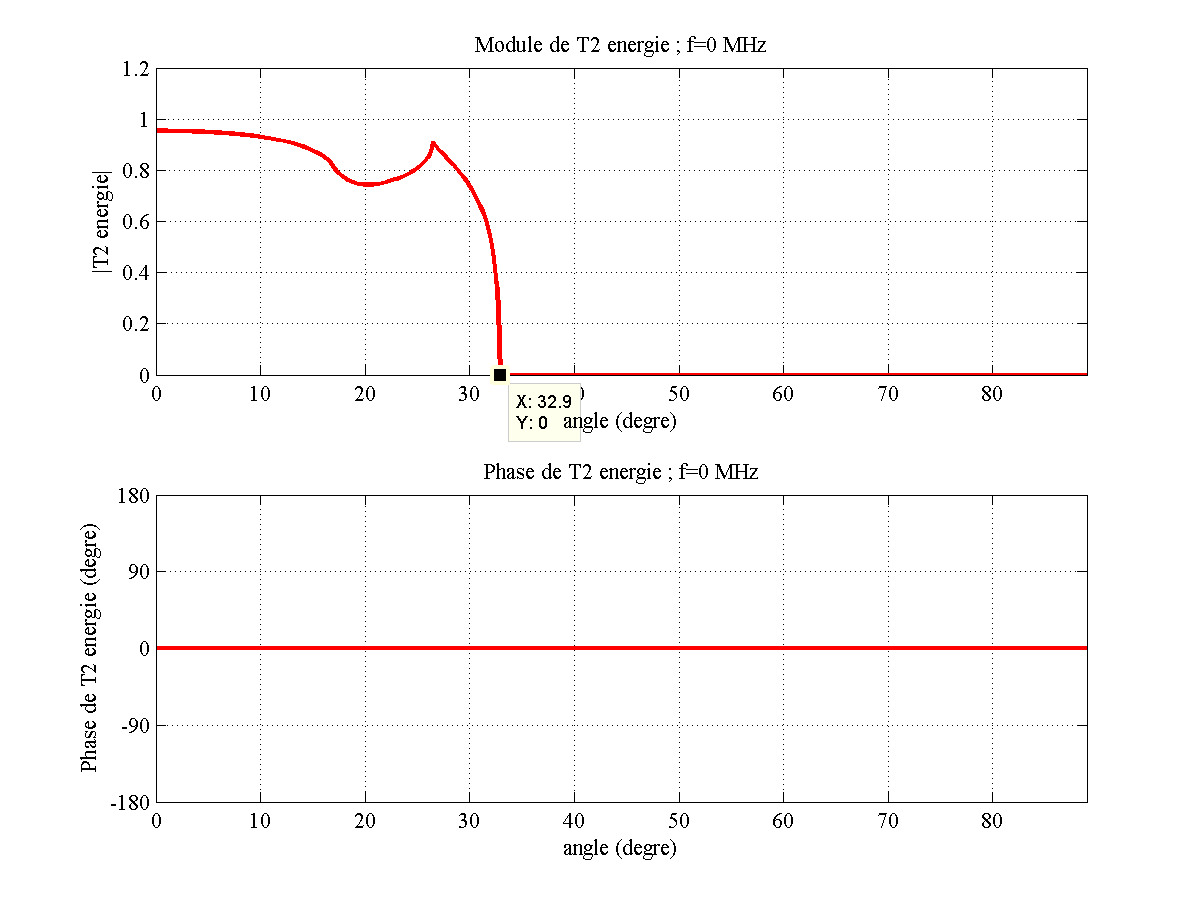 Module de T2 energie ; f=0 MHz
1.2
1
0.8
0.6
0.4
0.2
0
|T2 energie|
0 10 20 30 40 50 60 70 80
X: 32.9
Y: 0
angle (degre)
Phase de T2 energie ; f=0 MHz
180
90
0
-90
-180
Phase de T2 energie (degre)
0 10 20 30 40 50 60 70 80
angle (degre)